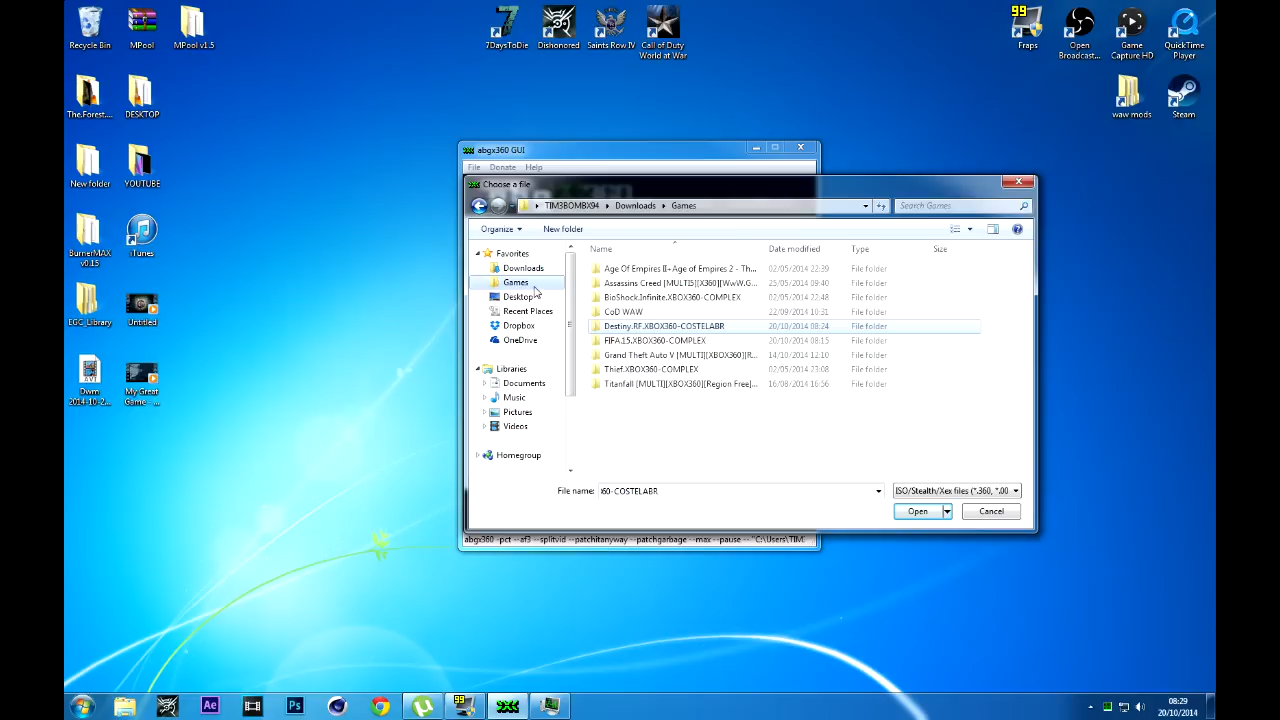 Recycle Bin
MPool
MPool v1.5
7DaysToDie
Dishonored
Saints Row IV
Call of Duty
World at War
99
Fraps
Open
Broadcast...
Game
Capture HD
QuickTime
Player
The.Forest....
DESKTOP
waw mods
Steam
New folder
YOUTUBE
BurnerMAX
v0.15
iTunes
EGC_Library
Untitled
Dwm
2014-10-2...
My Great
Game - ...
abgx360 GUI
File Donate Help
Choose a file
TIM3BOMBX94 Downloads Games
Search Games
Organize New folder
Name Date modified Type Size
Favorites
Downloads
Games
Desktop
Recent Places
Dropbox
OneDrive
Libraries
Documents
Music
Pictures
Videos
Homegroup
Age Of Empires II+Age of Empires 2 - Th... 02/05/2014 22:39 File folder
Assassins Creed [MULTI5][X360][WwW.G... 25/05/2014 09:40 File folder
BioShock.Infinite.XBOX360-COMPLEX 02/05/2014 22:48 File folder
CoD WAW 22/09/2014 10:31 File folder
Destiny.RF.XBOX360-COSTELABR 20/10/2014 08:24 File folder
FIFA.15.XBOX360-COMPLEX 20/10/2014 08:15 File folder
Grand Theft Auto V [MULTI][XBOX360][R... 14/10/2014 12:10 File folder
Thief.XBOX360-COMPLEX 02/05/2014 23:08 File folder
Titanfall [MULTI][XBOX360][Region Free]... 16/08/2014 16:56 File folder
File name: 360-COSTELABR
ISO/Stealth/Xex files (*.360, *.00
Open Cancel
abgx360 -pct --af3 --splitvid --patchitanyway --patchgarbage --max --pause -- "C:\Users\TIM:
Ae
Ps
99
08:29
20/10/2014